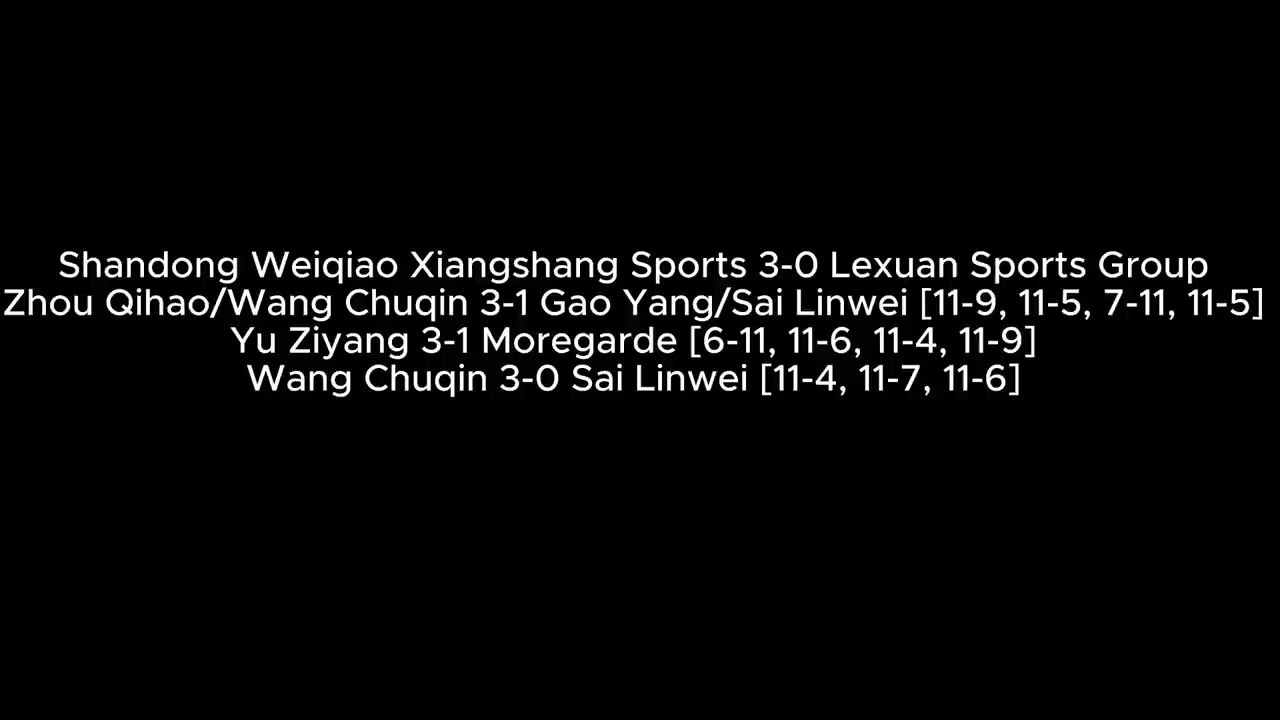 Shandong Weiqiao Xiangshang Sports 3-0 Lexuan Sports Group
Zhou Qihao/Wang Chuqin 3-1 Gao Yang/Sai Linwei [11-9, 11-5, 7-11, 11-5]
Yu Ziyang 3-1 Moregarde [6-11, 11-6, 11-4, 11-9]
Wang Chuqin 3-0 Sai Linwei [11-4, 11-7, 11-6]